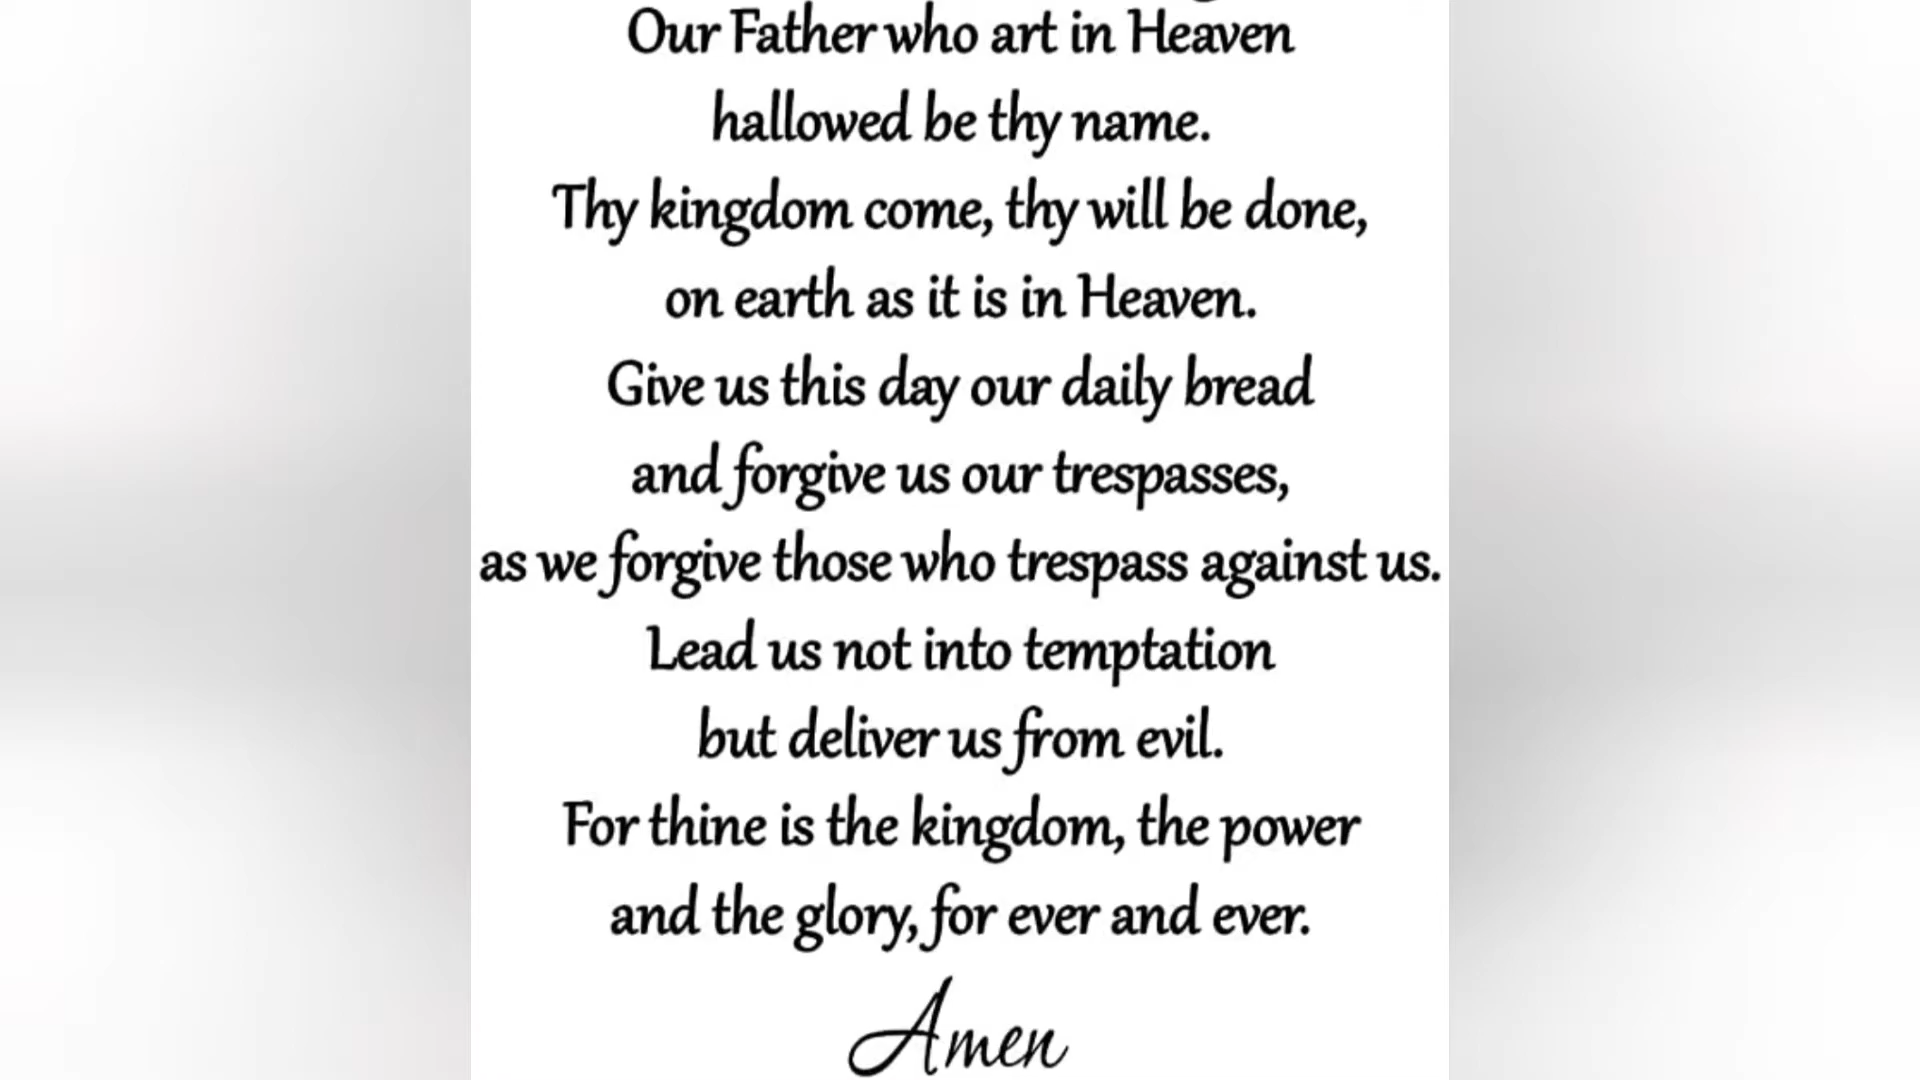 Our Father who art in Heaven
hallowed be thy name.
Thy kingdom come, thy will be done,
on earth as it is in Heaven.
Give us this day our daily bread
and forgive us our trespasses,
as we forgive those who trespass against us.
Lead us not into temptation
but deliver us from evil.
For thine is the kingdom, the power
and the glory, for ever and ever.
Amen